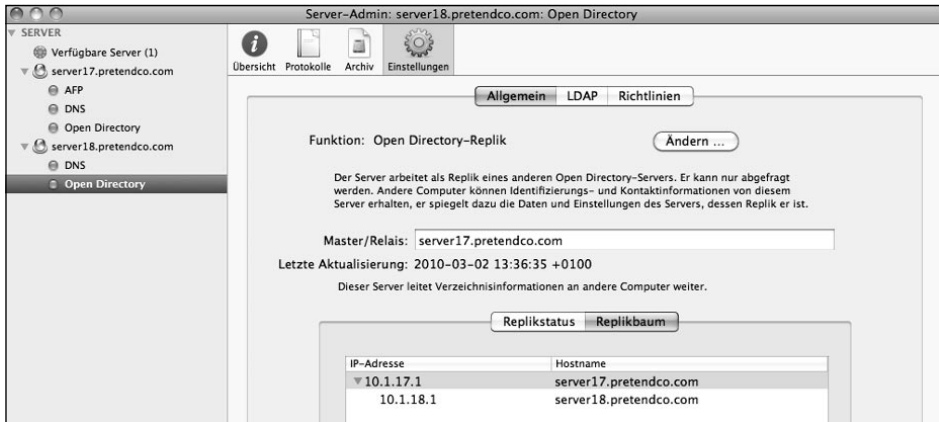 Server-Admin: server18.pretendco.com: Open Directory
SERVER
Verfügbare Server (1)
server17.pretendco.com
AFP
DNS
Open Directory
server18.pretendco.com
DNS
Open Directory
Übersicht Protokolle Archiv Einstellungen
Allgemein LDAP Richtlinien
Funktion: Open Directory-Replik Ändern ...
Der Server arbeitet als Replik eines anderen Open Directory-Servers. Er kann nur abgefragt
werden. Andere Computer können Identifizierungs- und Kontaktinformationen von diesem
Server erhalten, er spiegelt dazu die Daten und Einstellungen des Servers, dessen Replik er ist.
Master/Relais: server17.pretendco.com
Letzte Aktualisierung: 2010-03-02 13:36:35 +0100
Dieser Server leitet Verzeichnisinformationen an andere Computer weiter.
Replikstatus Replikbaum
IP-Adresse Hostname
10.1.17.1 server17.pretendco.com
10.1.18.1 server18.pretendco.com